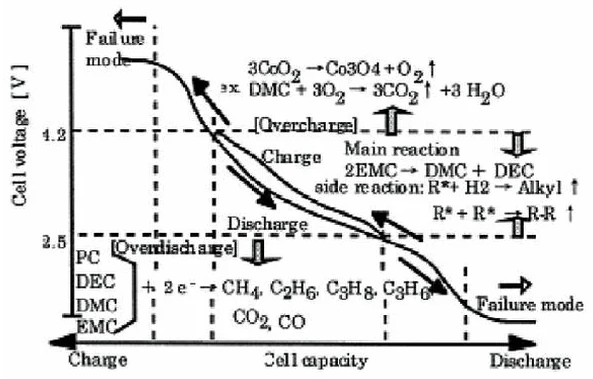 Failure
mode
3CoO2 →Co3O4+O2↑
ex. DMC + 3O2 → 3CO2↑ +3 H2O
[Overcharge]
4.2
Main reaction
2EMC→ DMC + DEC
side reaction: R*+ H2 → Alkyl ↑
R* + R* → R-R ↑
Charge
Discharge
Cell voltage [V]
2.5
[Overdischarge]
PC
DEC
DMC
EMC
+ 2 e- → CH4, C2H6, C3H8, C3H6
CO2, CO
Failure mode
Charge
Cell capacity
Discharge